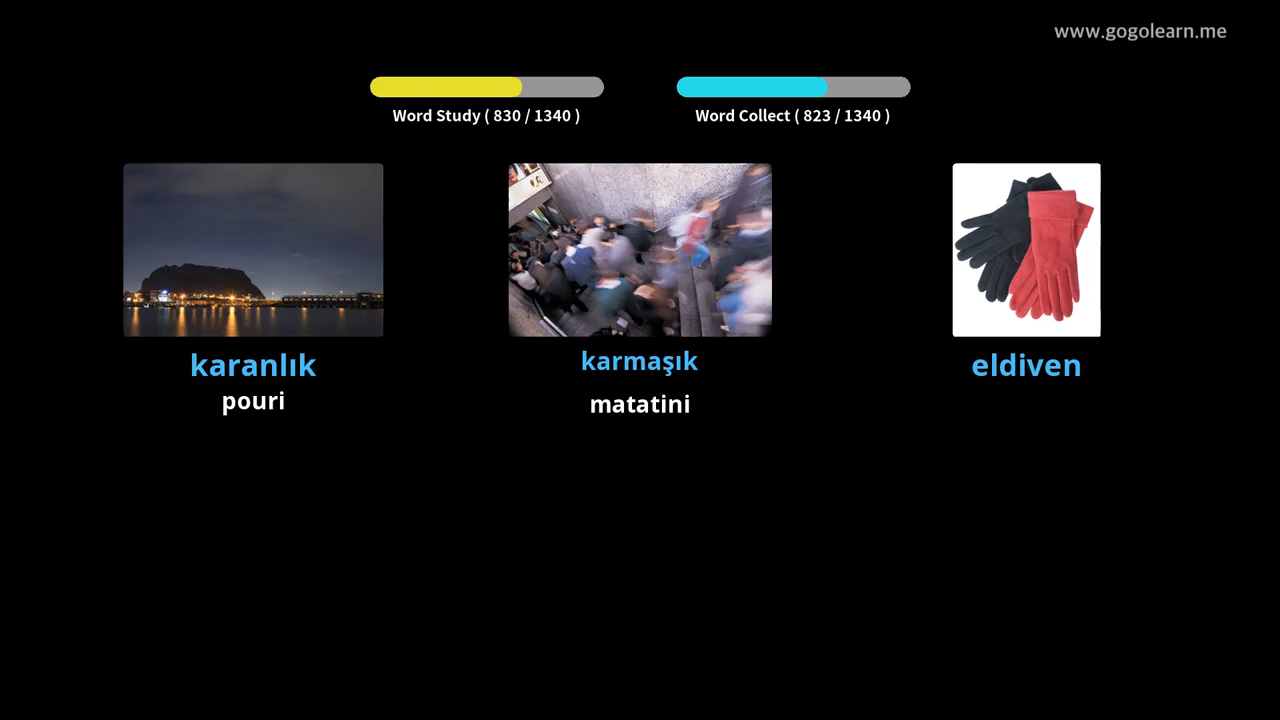 www.gogolearn.me
Word Study ( 830 / 1340 )
Word Collect ( 823 / 1340 )
karanlık
pouri
karmaşık
matatini
eldiven